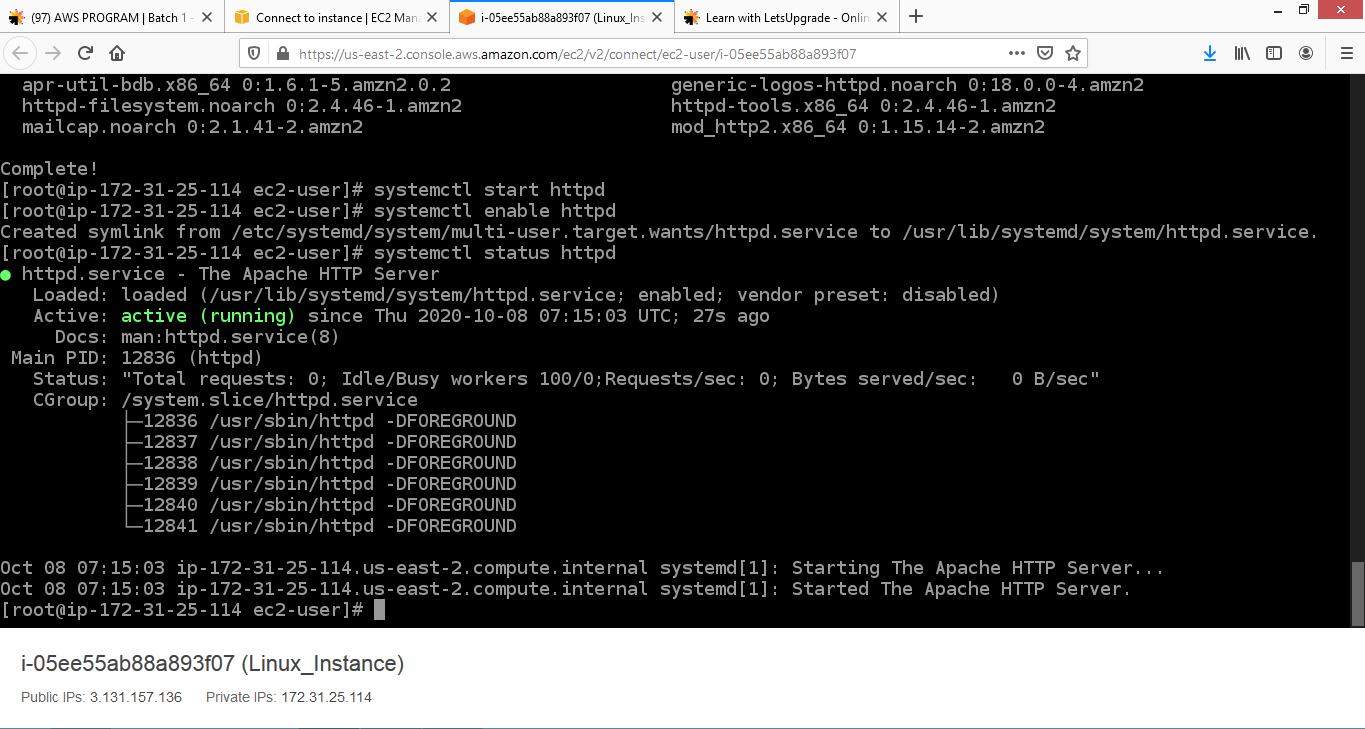 (97) AWS PROGRAM | Batch 1 -
Connect to instance | EC2 Man
i-05ee55ab88a893f07 (Linux_Ins
Learn with LetsUpgrade - Onlin
https://us-east-2.console.aws.amazon.com/ec2/v2/connect/ec2-user/i-05ee55ab88a893f07
apr-util-bdb.x86_64 0:1.6.1-5.amzn2.0.2 generic-logos-httpd.noarch 0:18.0.0-4.amzn2
httpd-filesystem.noarch 0:2.4.46-1.amzn2 httpd-tools.x86_64 0:2.4.46-1.amzn2
mailcap.noarch 0:2.1.41-2.amzn2 mod_http2.x86_64 0:1.15.14-2.amzn2
Complete!
[root@ip-172-31-25-114 ec2-user]# systemctl start httpd
[root@ip-172-31-25-114 ec2-user]# systemctl enable httpd
Created symlink from /etc/systemd/system/multi-user.target.wants/httpd.service to /usr/lib/systemd/system/httpd.service.
[root@ip-172-31-25-114 ec2-user]# systemctl status httpd
● httpd.service - The Apache HTTP Server
Loaded: loaded (/usr/lib/systemd/system/httpd.service; enabled; vendor preset: disabled)
Active: active (running) since Thu 2020-10-08 07:15:03 UTC; 27s ago
Docs: man:httpd.service(8)
Main PID: 12836 (httpd)
Status: "Total requests: 0; Idle/Busy workers 100/0;Requests/sec: 0; Bytes served/sec:   0 B/sec"
CGroup: /system.slice/httpd.service
├─12836 /usr/sbin/httpd -DFOREGROUND
├─12837 /usr/sbin/httpd -DFOREGROUND
├─12838 /usr/sbin/httpd -DFOREGROUND
├─12839 /usr/sbin/httpd -DFOREGROUND
├─12840 /usr/sbin/httpd -DFOREGROUND
└─12841 /usr/sbin/httpd -DFOREGROUND
Oct 08 07:15:03 ip-172-31-25-114.us-east-2.compute.internal systemd[1]: Starting The Apache HTTP Server...
Oct 08 07:15:03 ip-172-31-25-114.us-east-2.compute.internal systemd[1]: Started The Apache HTTP Server.
[root@ip-172-31-25-114 ec2-user]#
i-05ee55ab88a893f07 (Linux_Instance)
Public IPs: 3.131.157.136 Private IPs: 172.31.25.114